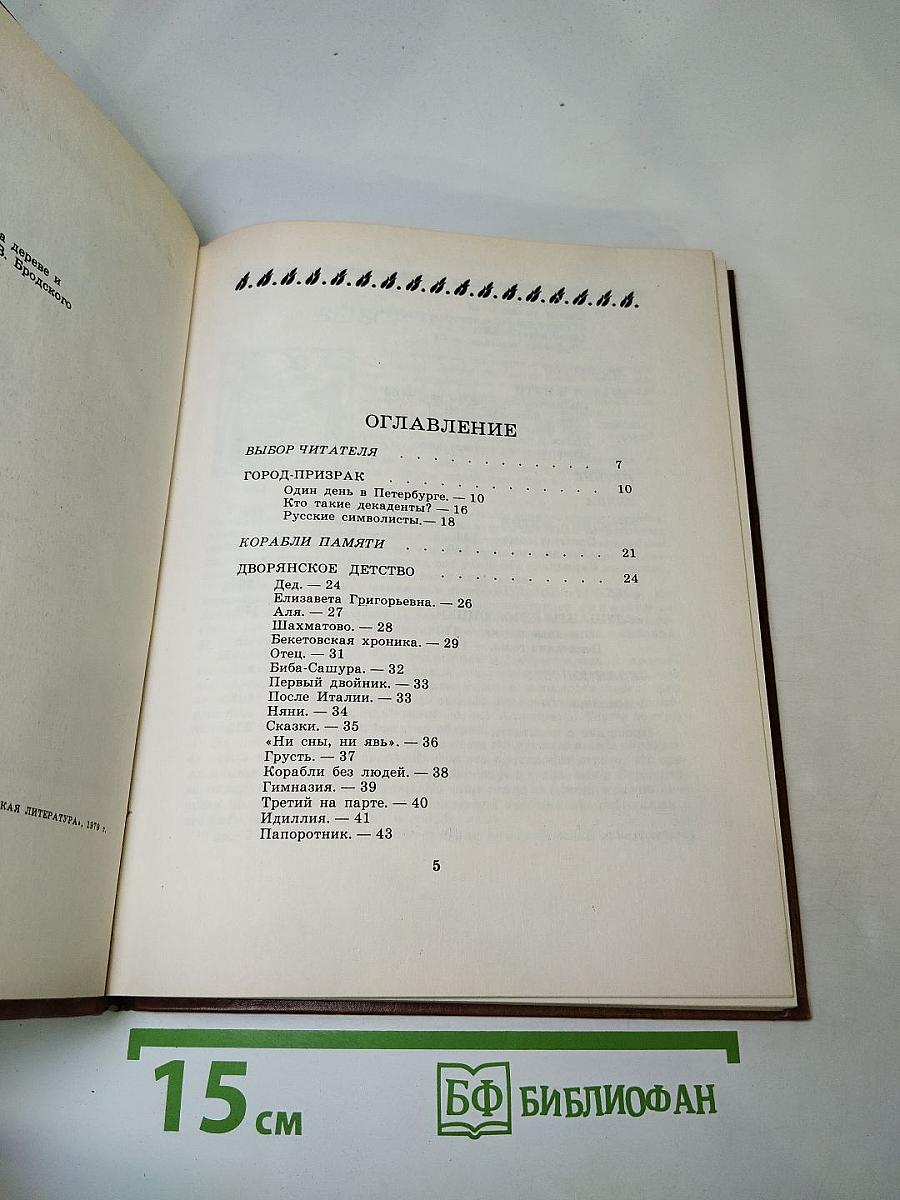 а дереве и
В. Бродского
КАЯ ЛИТЕРАТУРА», 1979 г.
ОГЛАВЛЕНИЕ
ВЫБОР ЧИТАТЕЛЯ . . . . . . . . . . . . 7
ГОРОД-ПРИЗРАК . . . . . . . . . . . . 10
Один день в Петербурге. — 10
Кто такие декаденты? — 16
Русские символисты. — 18
КОРАБЛИ ПАМЯТИ . . . . . . . . . . . . 21
ДВОРЯНСКОЕ ДЕТСТВО . . . . . . . . . . 24
Дед. — 24
Елизавета Григорьевна. — 26
Аля. — 27
Шахматово. — 28
Бекетовская хроника. — 29
Отец. — 31
Биба-Сашура. — 32
Первый двойник. — 33
После Италии. — 33
Няни. — 34
Сказки. — 35
«Ни сны, ни явь». — 36
Грусть. — 37
Корабли без людей. — 38
Гимназия. — 39
Третий на парте. — 40
Идиллия. — 41
Папоротник. — 43
5
15 см
БФ БИБЛИОФАН